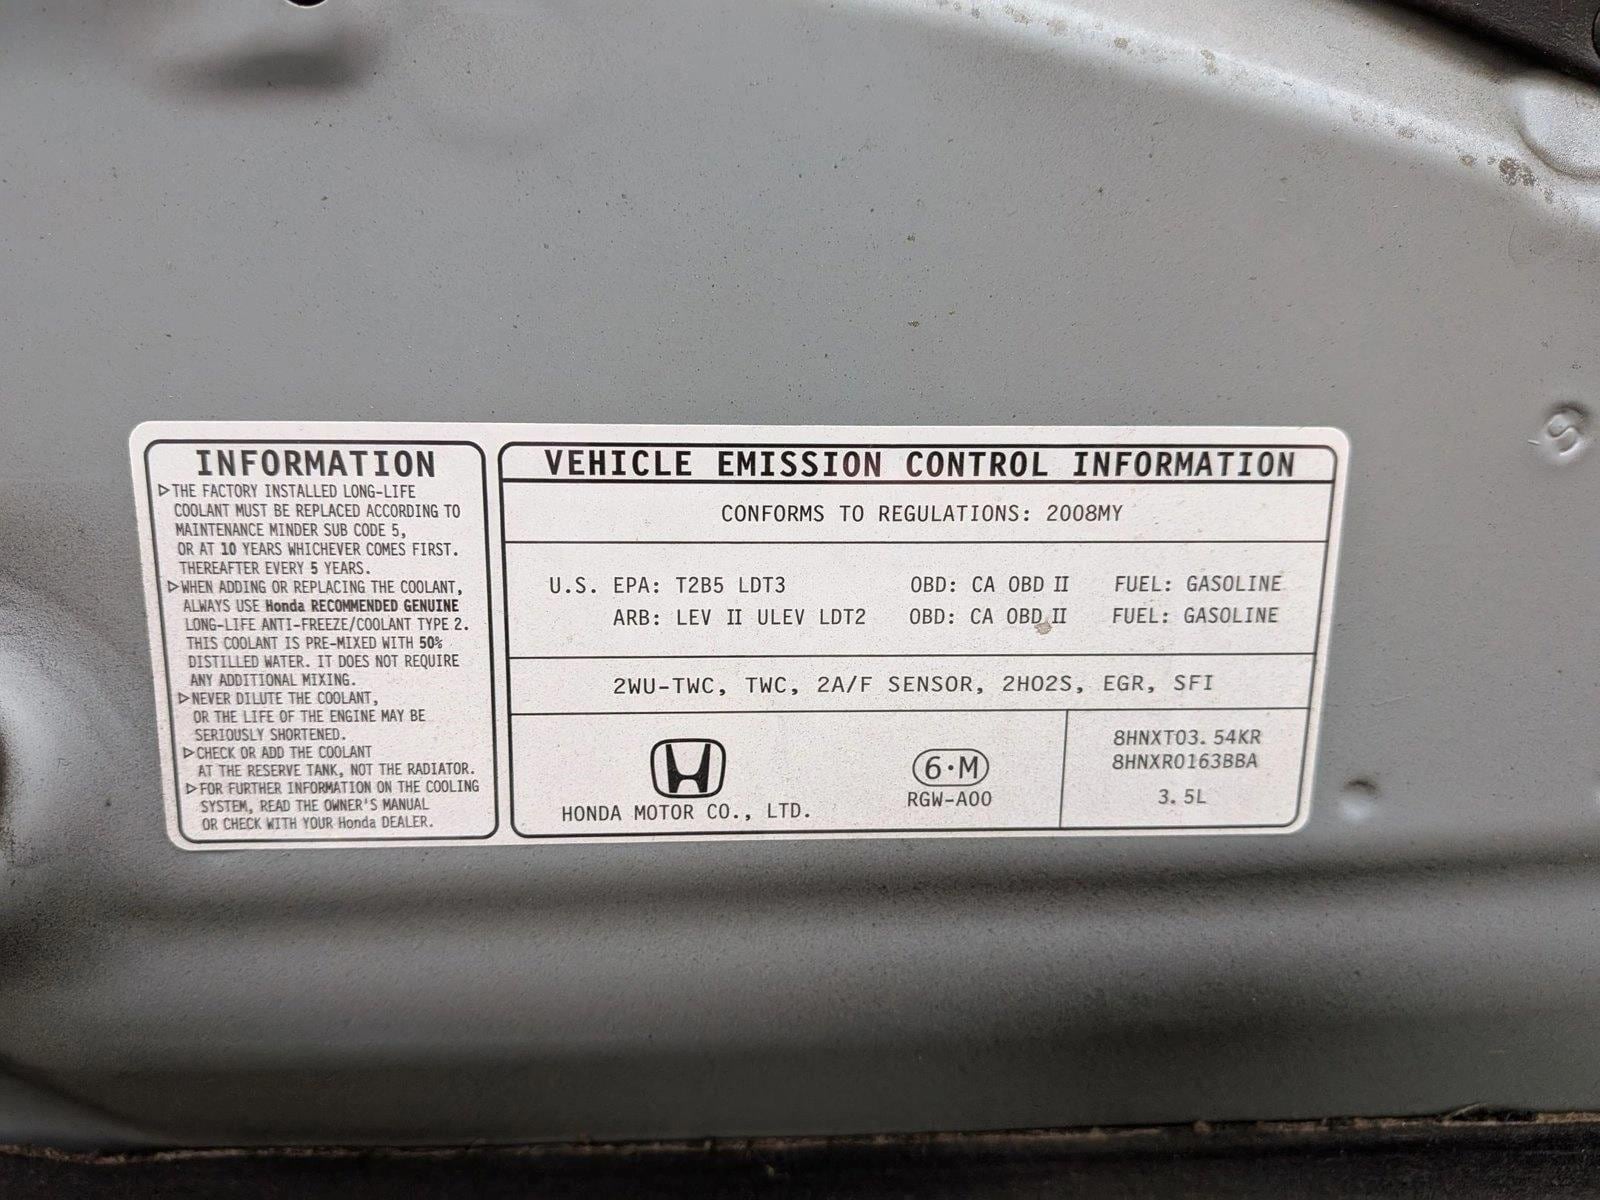 INFORMATION
▷THE FACTORY INSTALLED LONG-LIFE
COOLANT MUST BE REPLACED ACCORDING TO
MAINTENANCE MINDER SUB CODE 5,
OR AT 10 YEARS WHICHEVER COMES FIRST.
THEREAFTER EVERY 5 YEARS.
▷WHEN ADDING OR REPLACING THE COOLANT,
ALWAYS USE Honda RECOMMENDED GENUINE
LONG-LIFE ANTI-FREEZE/COOLANT TYPE 2.
THIS COOLANT IS PRE-MIXED WITH 50%
DISTILLED WATER. IT DOES NOT REQUIRE
ANY ADDITIONAL MIXING.
▷NEVER DILUTE THE COOLANT,
OR THE LIFE OF THE ENGINE MAY BE
SERIOUSLY SHORTENED.
▷CHECK OR ADD THE COOLANT
AT THE RESERVE TANK, NOT THE RADIATOR.
▷FOR FURTHER INFORMATION ON THE COOLING
SYSTEM, READ THE OWNER'S MANUAL
OR CHECK WITH YOUR Honda DEALER.
VEHICLE EMISSION CONTROL INFORMATION
CONFORMS TO REGULATIONS: 2008MY
U.S. EPA: T2B5 LDT3 OBD: CA OBD II FUEL: GASOLINE
ARB: LEV II ULEV LDT2 OBD: CA OBD II FUEL: GASOLINE
2WU-TWC, TWC, 2A/F SENSOR, 2HO2S, EGR, SFI
HONDA MOTOR CO., LTD.
6·M
RGW-A00
8HNXT03.54KR
8HNXR0163BBA
3.5L
S